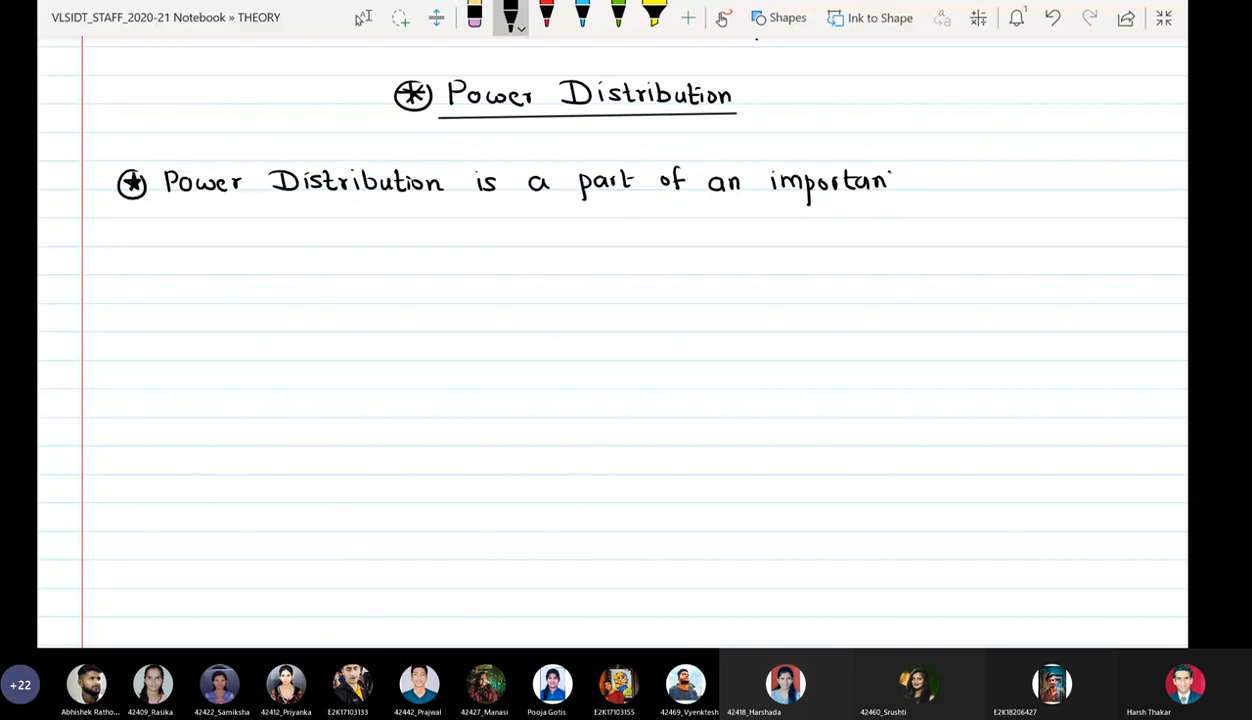 VLSIDT_STAFF_2020-21 Notebook » THEORY
Shapes
Ink to Shape
Power Distribution
Power Distribution is a part of an importan
+22
Abhishek Ratho...
42409_Rasika
42422_Samiksha
42412_Priyanka
E2K17103133
42442_Prajwal
42427_Manasi
Pooja Gotis
E2K17103155
42469_Vyenktesh
42418_Harshada
42460_Srushti
E2K18206427
Harsh Thakar